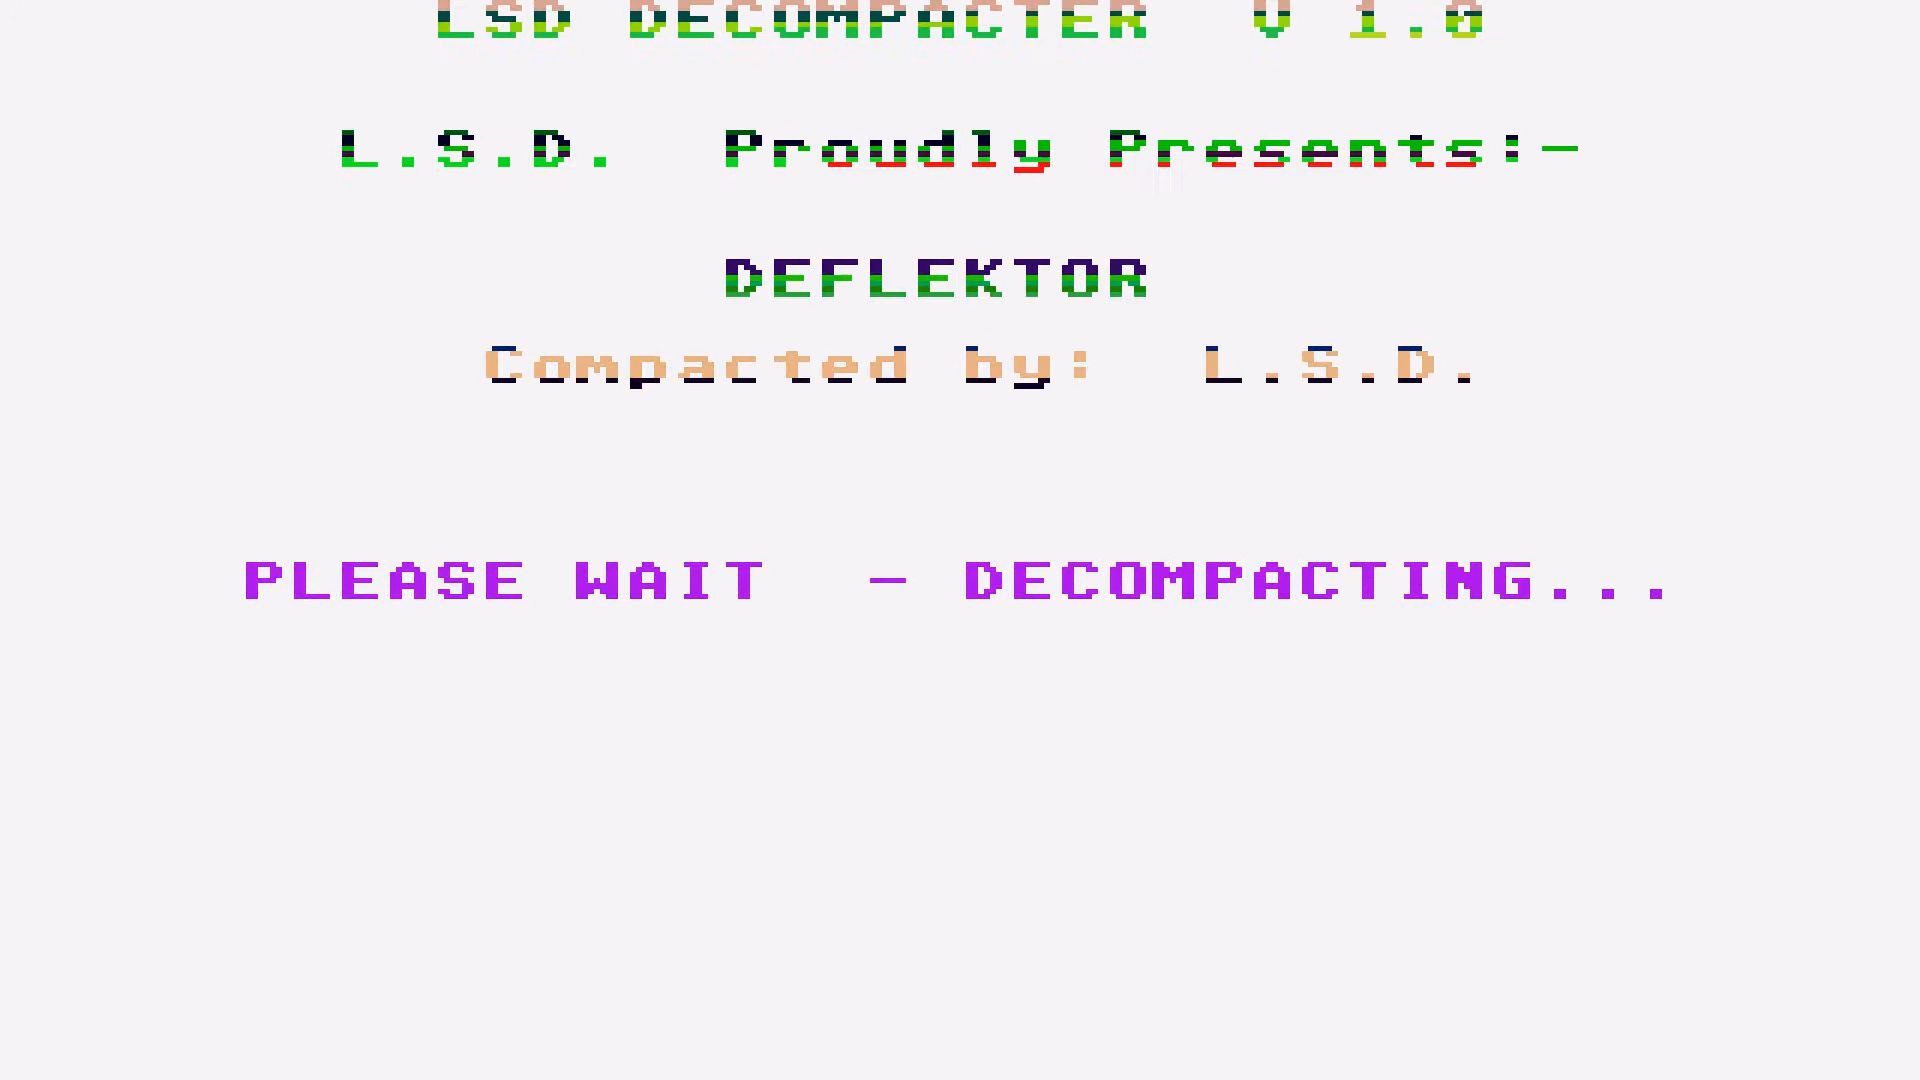 LSD DECOMPACTER V 1.0
L.S.D. Proudly Presents:-
DEFLEKTOR
Compacted by: L.S.D.
PLEASE WAIT - DECOMPACTING...